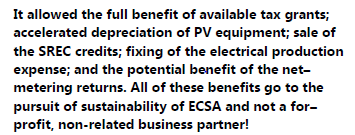 It allowed the full benefit of available tax grants;
accelerated depreciation of PV equipment; sale of
the SREC credits; fixing of the electrical production
expense; and the potential benefit of the net–
metering returns. All of these benefits go to the
pursuit of sustainability of ECSA and not a for–
profit, non-related business partner!